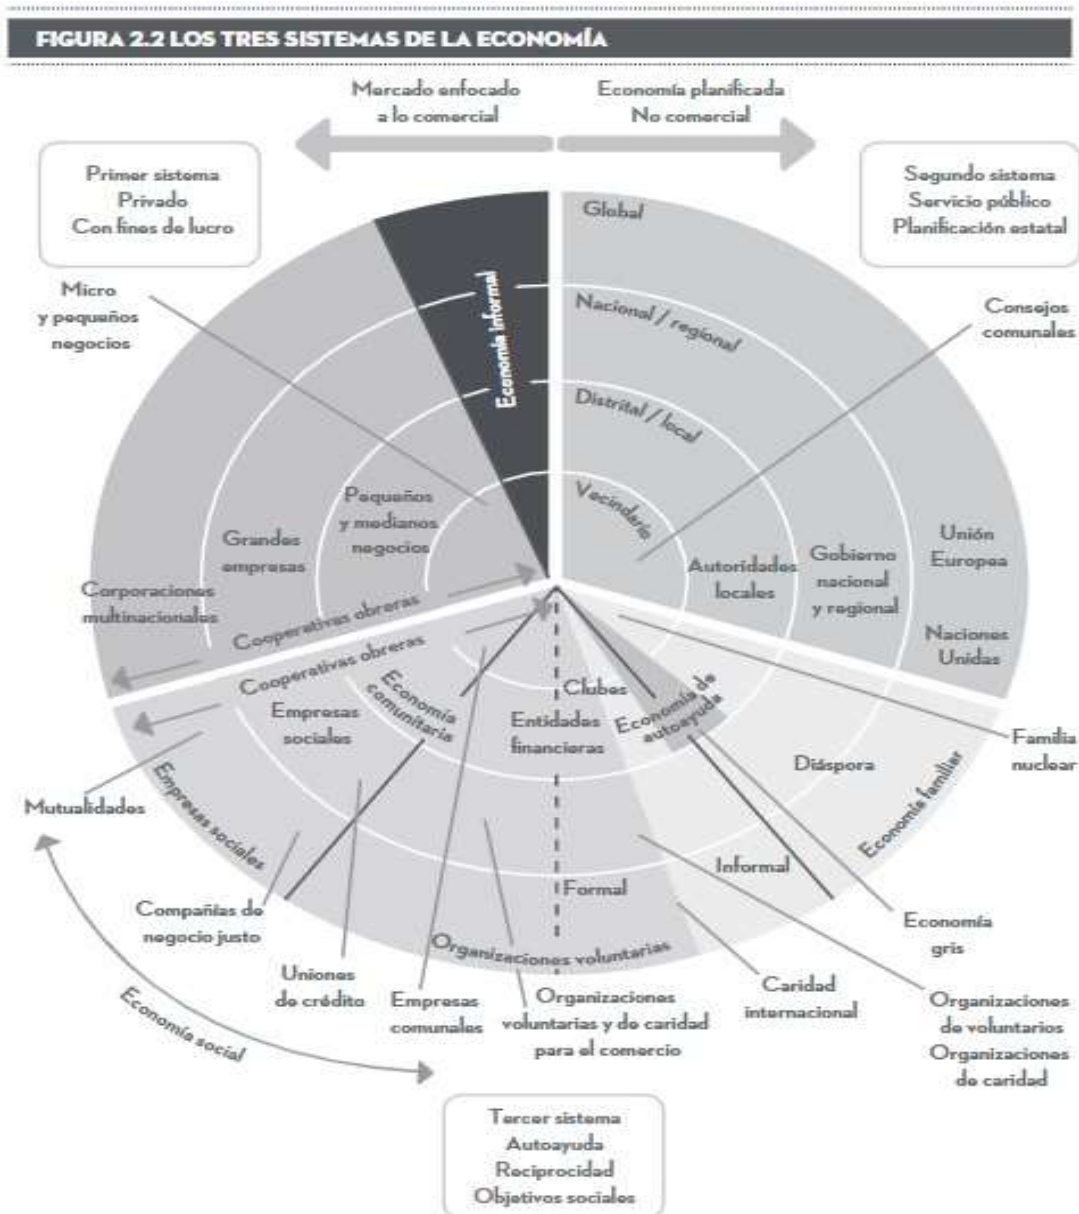 FIGURA 2.2 LOS TRES SISTEMAS DE LA ECONOMÍA
Mercado enfocado
a lo comercial
Economía planificada
No comercial
Primer sistema
Privado
Con fines de lucro
Segundo sistema
Servicio público
Planificación estatal
Micro
y pequeños
negocios
Economía informal
Global
Nacional / regional
Distrital / local
Vecindario
Consejos
comunales
Pequeños
y medianos
negocios
Grandes
empresas
Corporaciones
multinacionales
Autoridades
locales
Gobierno
nacional
y regional
Unión
Europea
Naciones
Unidas
Cooperativas obreras
Cooperativas obreras
Economía
comunitaria
Empresas
sociales
Clubes
Entidades
financieras
Economía de
autoayuda
Diáspora
Economía familiar
Familia
nuclear
Mutualidades
Empresas sociales
Informal
Formal
Organizaciones voluntarias
Compañías de
negocio justo
Uniones
de crédito
Empresas
comunales
Organizaciones
voluntarias y de caridad
para el comercio
Caridad
internacional
Economía
gris
Organizaciones
de voluntarios
Organizaciones
de caridad
Economía social
Tercer sistema
Autoayuda
Reciprocidad
Objetivos sociales